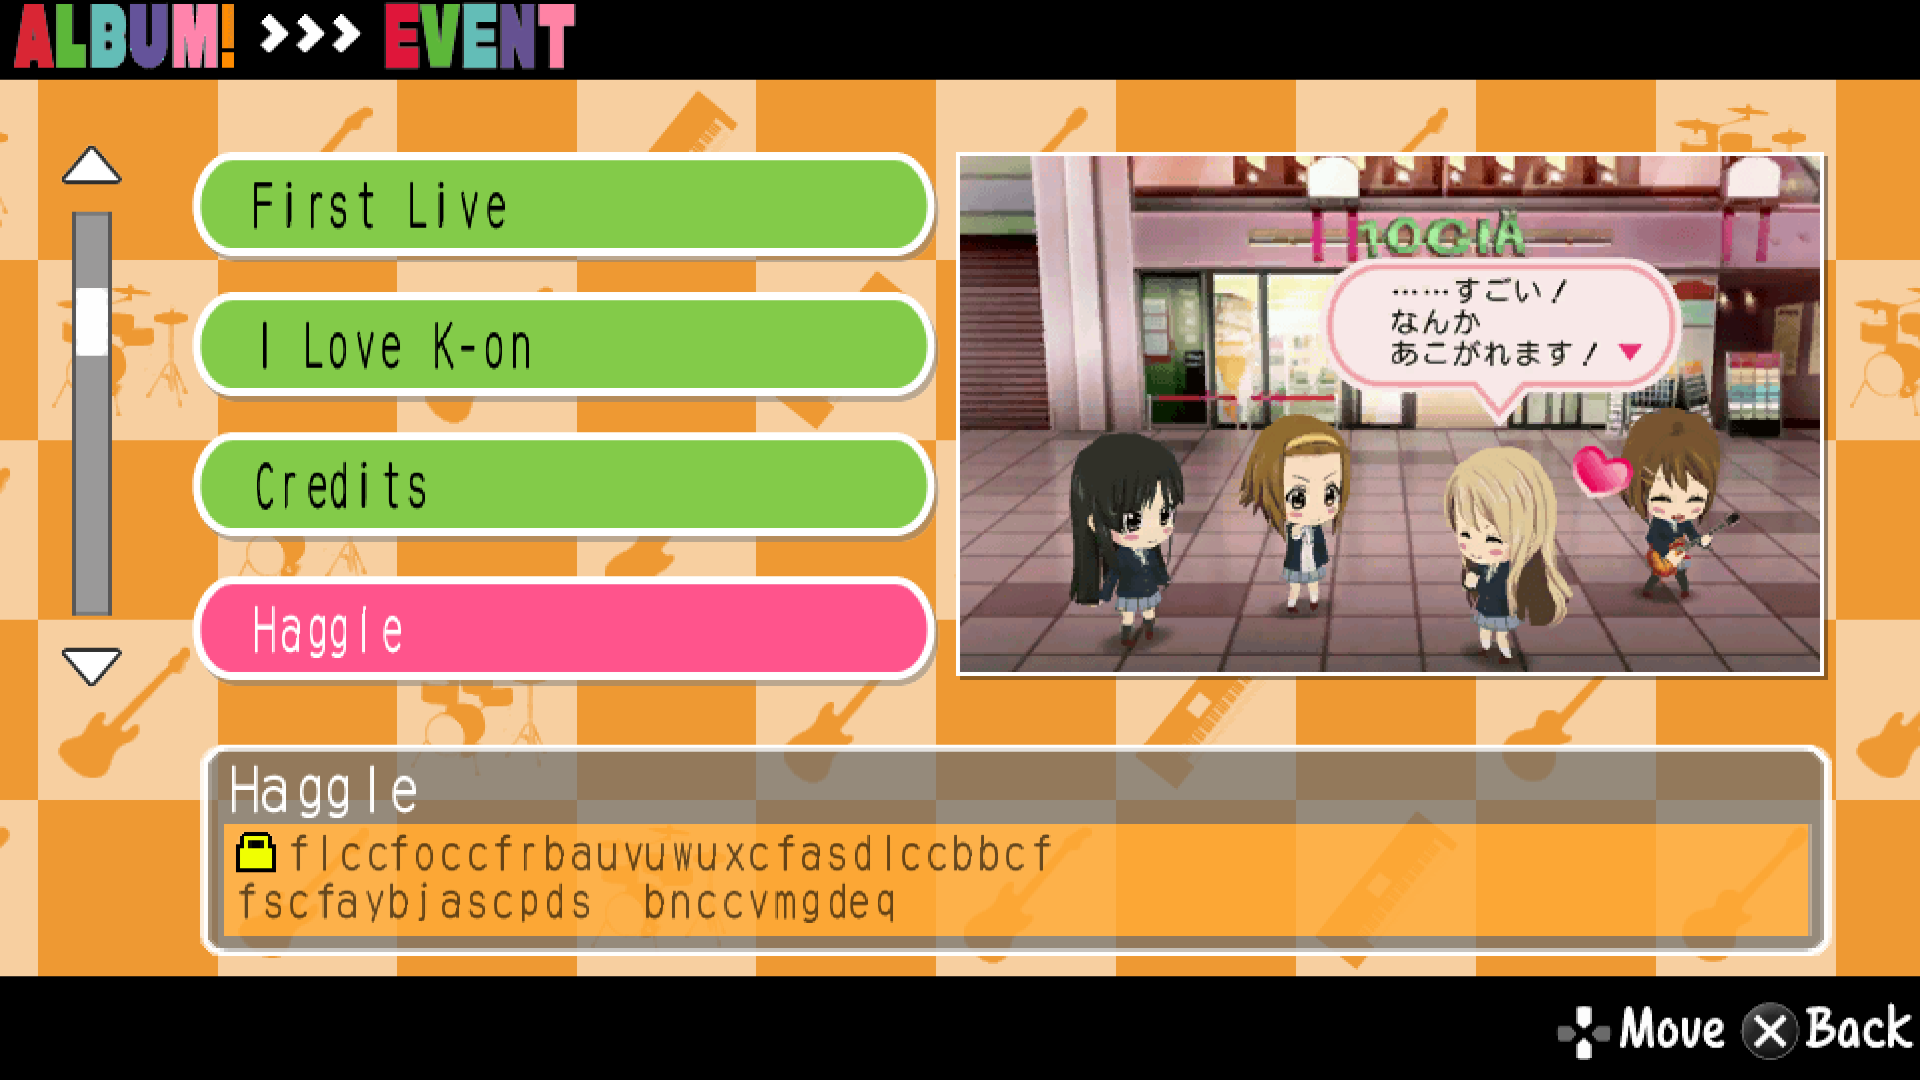 ALBUM! >>> EVENT
First Live
I Love K-on
Credits
Haggle
10GIA
……すごい!
なんか
あこがれます!
Haggle
flccfoccfrbauvuwuxcfasdlccbbcf
fscfaybjascpds bnccvmgdeq
Move Back